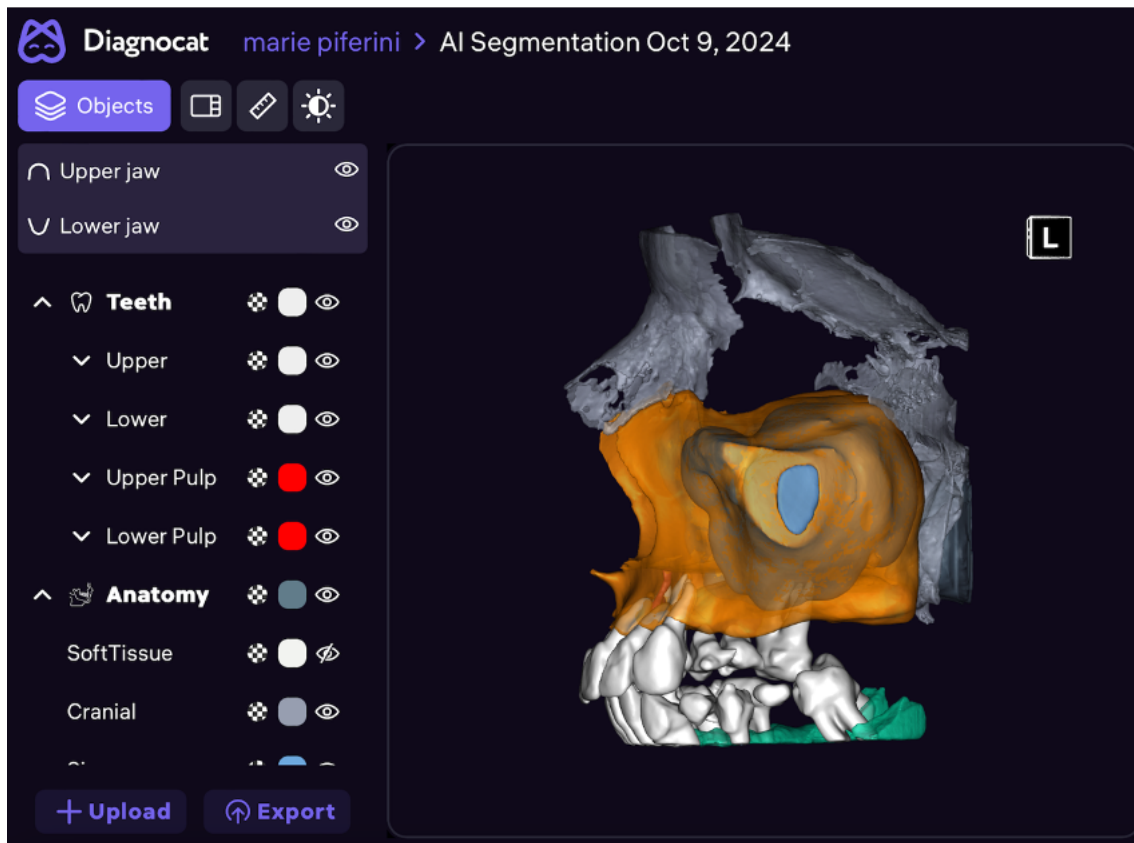 Diagnocat marie piferini > AI Segmentation Oct 9, 2024
Objects
Upper jaw
Lower jaw
L
Teeth
Upper
Lower
Upper Pulp
Lower Pulp
Anatomy
SoftTissue
Cranial
+ Upload Export